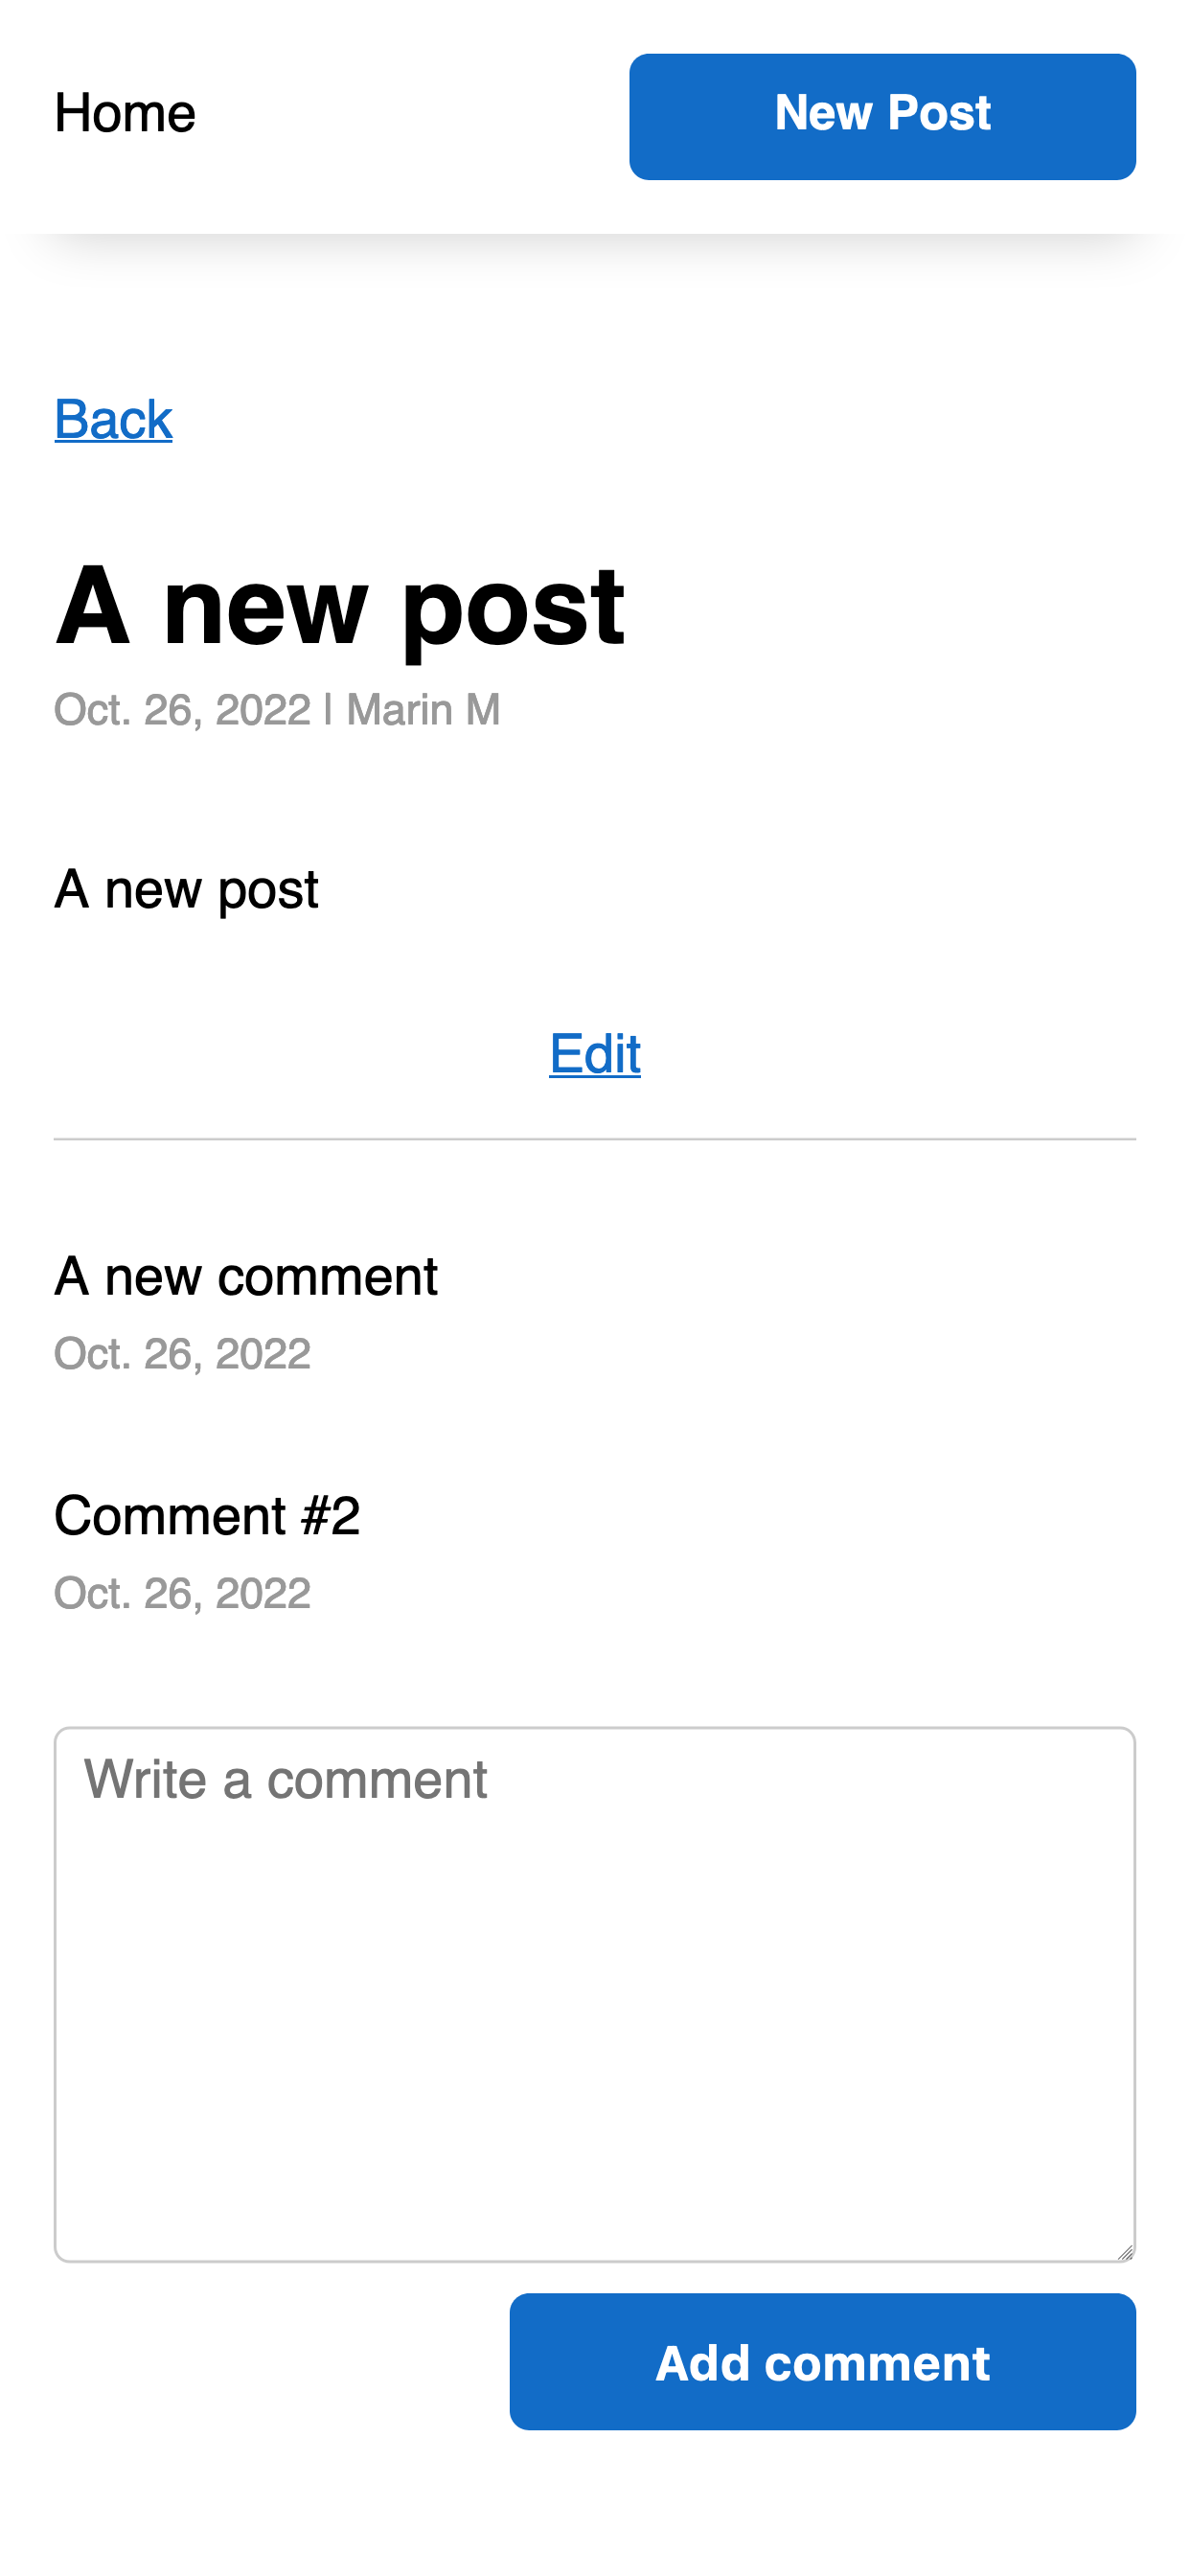 Home
New Post
Back
A new post
Oct. 26, 2022 | Marin M
A new post
Edit
A new comment
Oct. 26, 2022
Comment #2
Oct. 26, 2022
Write a comment
Add comment